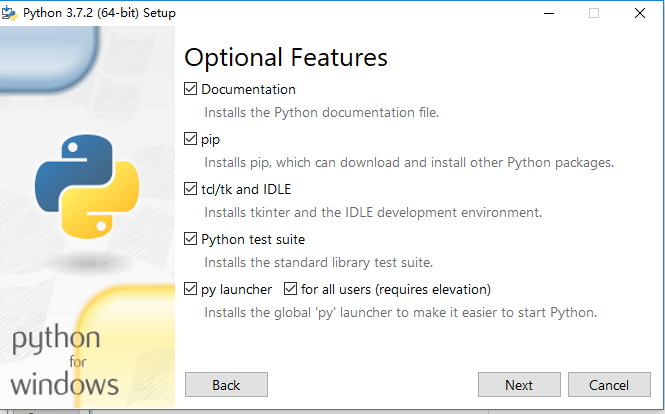 Python 3.7.2 (64-bit) Setup
Optional Features
Documentation
Installs the Python documentation file.
pip
Installs pip, which can download and install other Python packages.
tcl/tk and IDLE
Installs tkinter and the IDLE development environment.
Python test suite
Installs the standard library test suite.
py launcher for all users (requires elevation)
Installs the global 'py' launcher to make it easier to start Python.
python
for
windows
Back Next Cancel